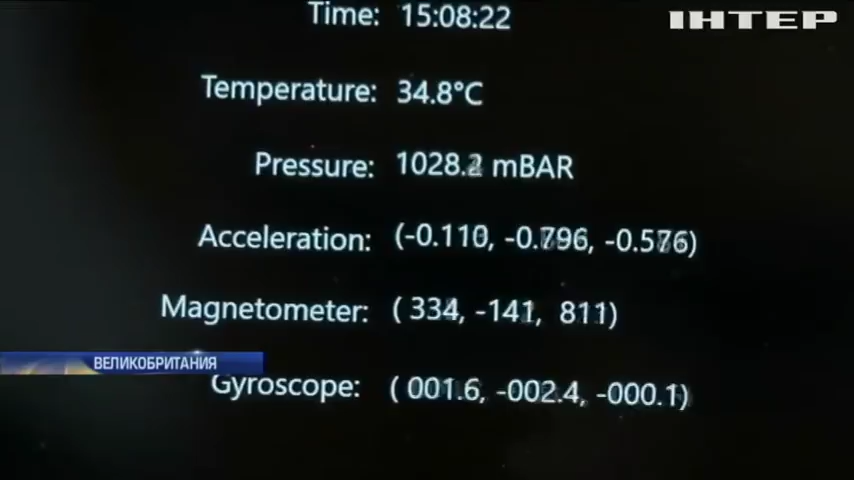 ІНТЕР
Time: 15:08:22
Temperature: 34.8°C
Pressure: 1028.2 mBAR
Acceleration: (-0.110, -0.796, -0.576)
Magnetometer: ( 334, -141, 811)
ВЕЛИКОБРИТАНИЯ
Gyroscope: ( 001.6, -002.4, -000.1)